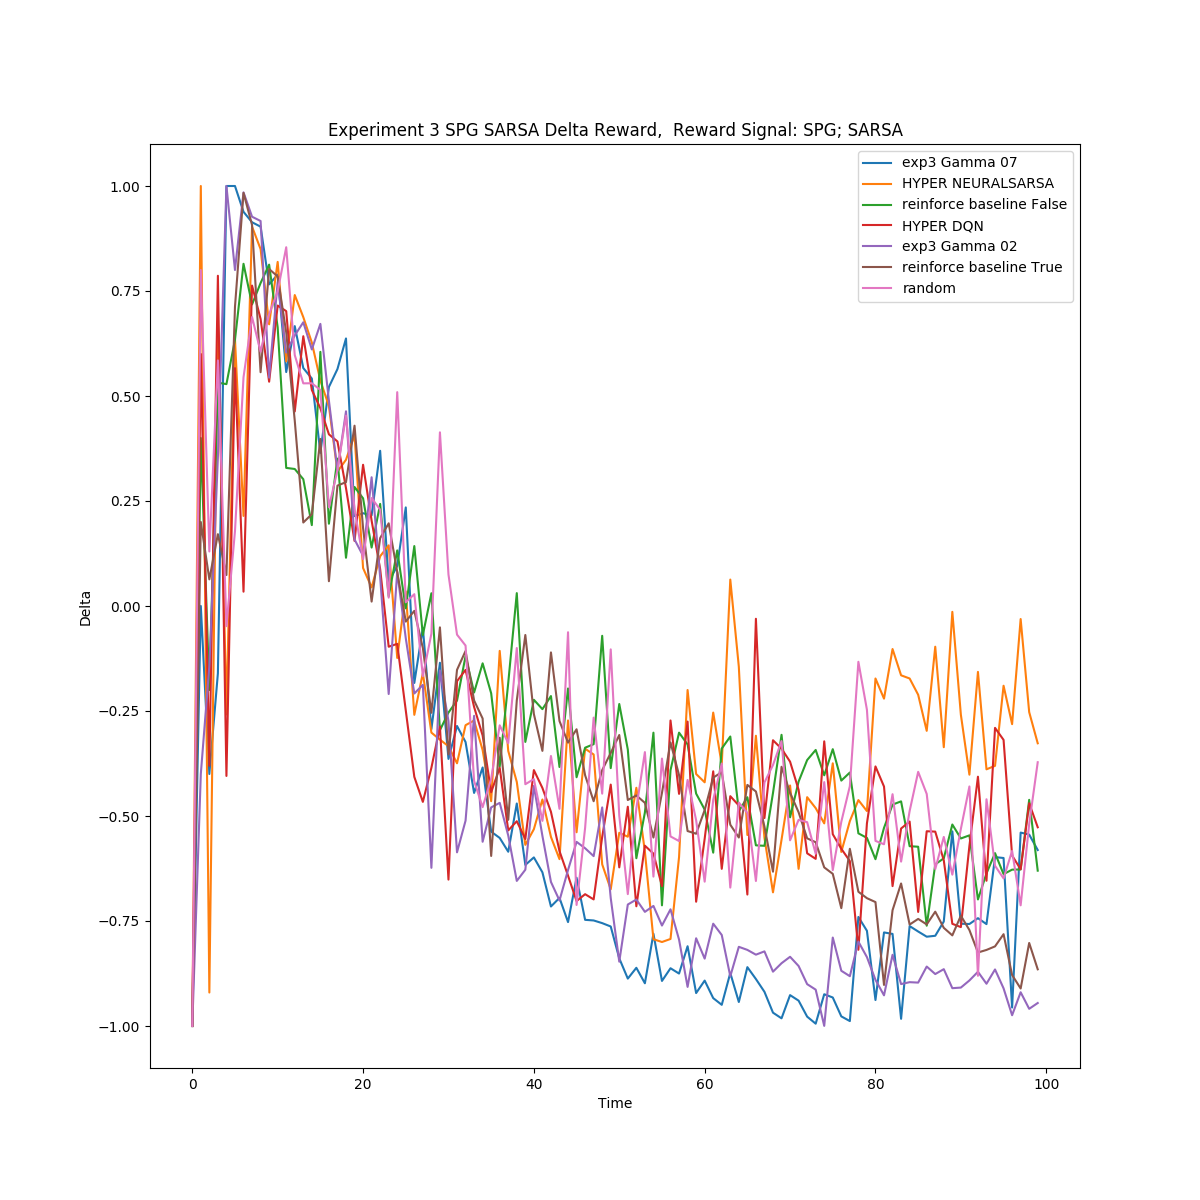 Experiment 3 SPG SARSA Delta Reward,  Reward Signal: SPG; SARSA
exp3 Gamma 07
HYPER NEURALSARSA
reinforce baseline False
HYPER DQN
exp3 Gamma 02
reinforce baseline True
random
1.00
0.75
0.50
0.25
0.00
−0.25
−0.50
−0.75
−1.00
Delta
0 20 40 60 80 100
Time